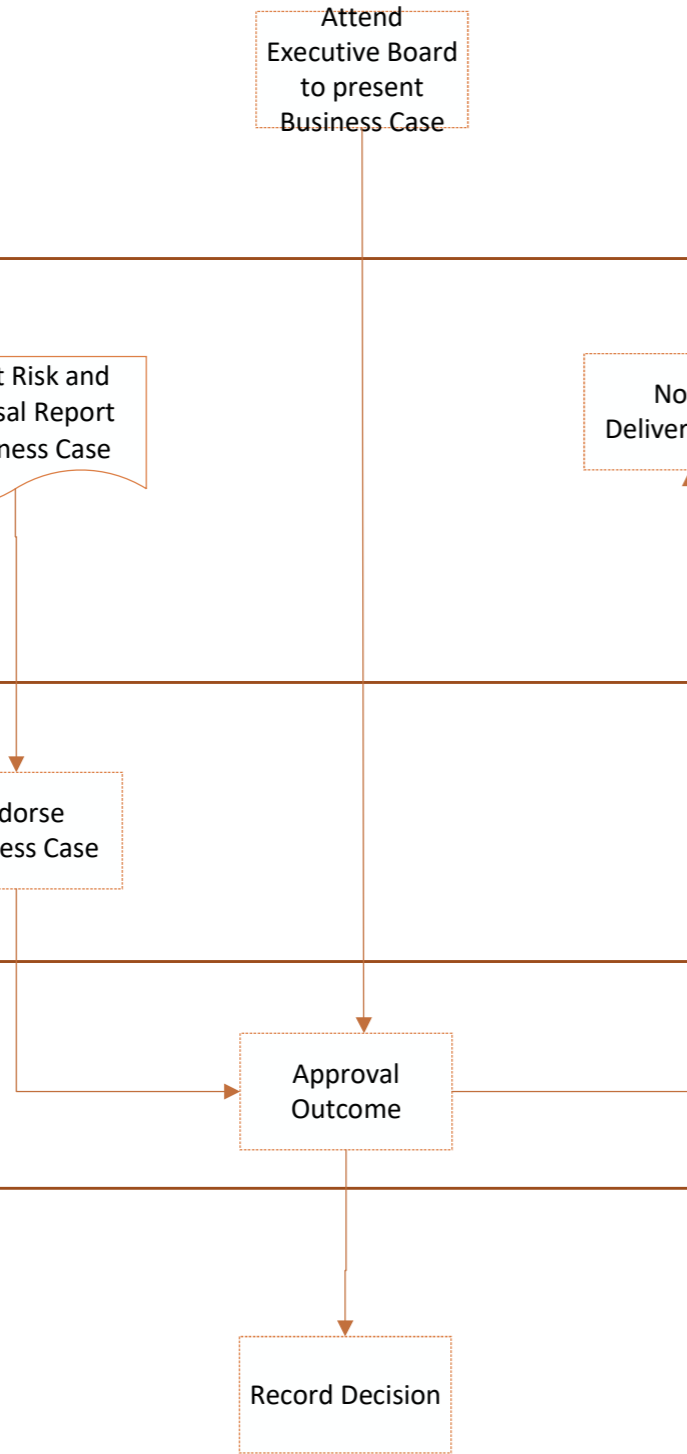 Attend
Executive Board
to present
Business Case
t Risk and
sal Report
ness Case
No
Deliver
dorse
ess Case
Approval
Outcome
Record Decision